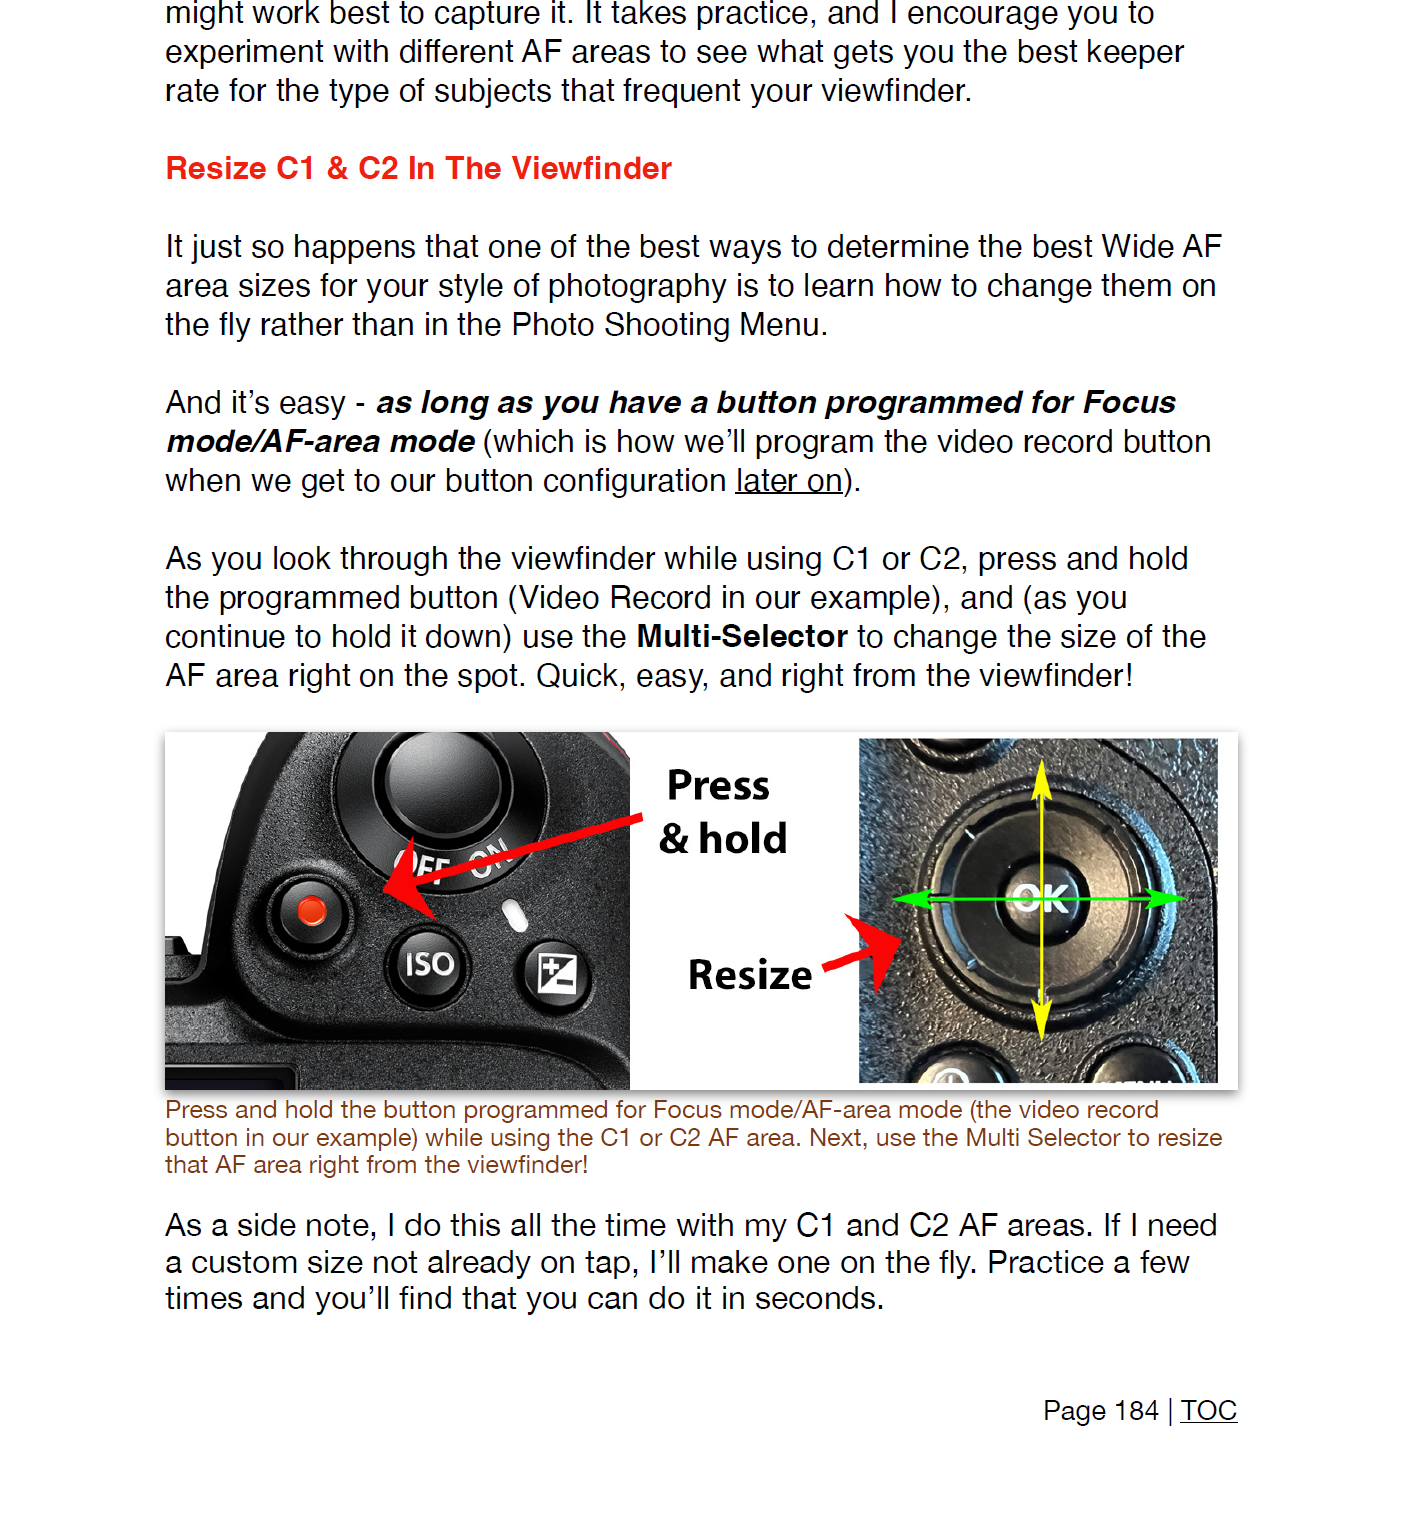 might work best to capture it. It takes practice, and I encourage you to
experiment with different AF areas to see what gets you the best keeper
rate for the type of subjects that frequent your viewfinder.
Resize C1 & C2 In The Viewfinder
It just so happens that one of the best ways to determine the best Wide AF
area sizes for your style of photography is to learn how to change them on
the fly rather than in the Photo Shooting Menu.
And it’s easy - as long as you have a button programmed for Focus
mode/AF-area mode (which is how we’ll program the video record button
when we get to our button configuration later on).
As you look through the viewfinder while using C1 or C2, press and hold
the programmed button (Video Record in our example), and (as you
continue to hold it down) use the Multi-Selector to change the size of the
AF area right on the spot. Quick, easy, and right from the viewfinder!
Press
& hold
OFF ON
OK
ISO
Resize
Press and hold the button programmed for Focus mode/AF-area mode (the video record
button in our example) while using the C1 or C2 AF area. Next, use the Multi Selector to resize
that AF area right from the viewfinder!
As a side note, I do this all the time with my C1 and C2 AF areas. If I need
a custom size not already on tap, I’ll make one on the fly. Practice a few
times and you’ll find that you can do it in seconds.
Page 184 | TOC